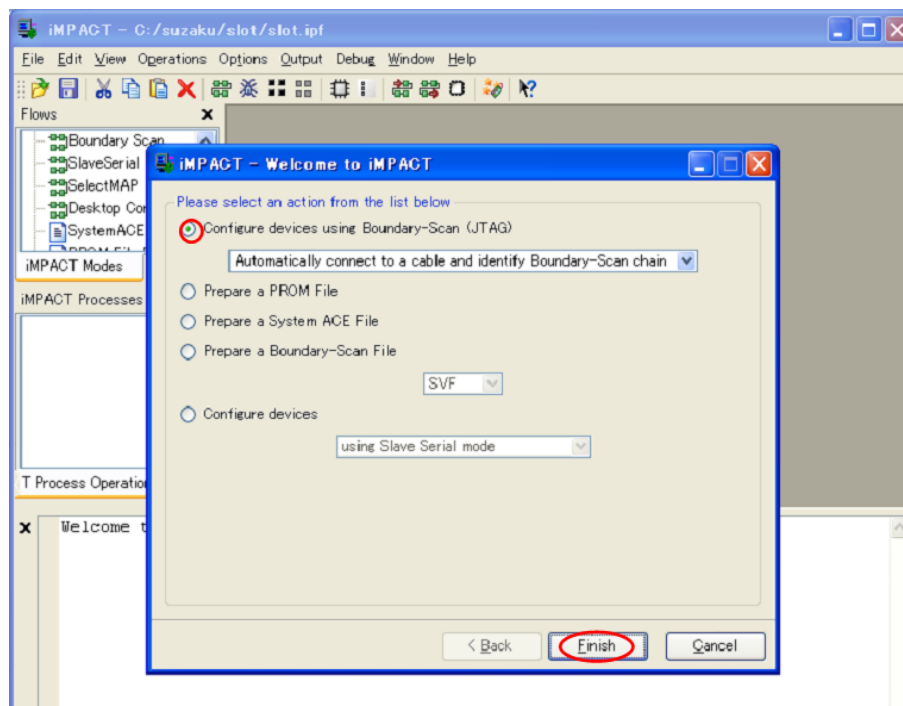 iMPACT - C:/suzaku/slot/slot.ipf
File Edit View Operations Options Output Debug Window Help
Flows
Boundary Scan
SlaveSerial
SelectMAP
Desktop Con
SystemACE
iMPACT Modes
iMPACT Processes
T Process Operation
Welcome t
iMPACT - Welcome to iMPACT
Please select an action from the list below
Configure devices using Boundary-Scan (JTAG)
Automatically connect to a cable and identify Boundary-Scan chain
Prepare a PROM File
Prepare a System ACE File
Prepare a Boundary-Scan File
SVF
Configure devices
using Slave Serial mode
< Back Finish Cancel